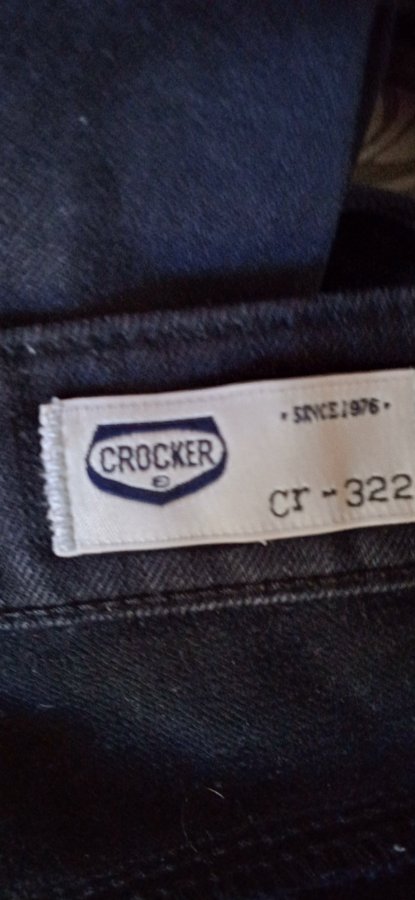 • SINCE 1976 •
CROCKER
Cr - 322